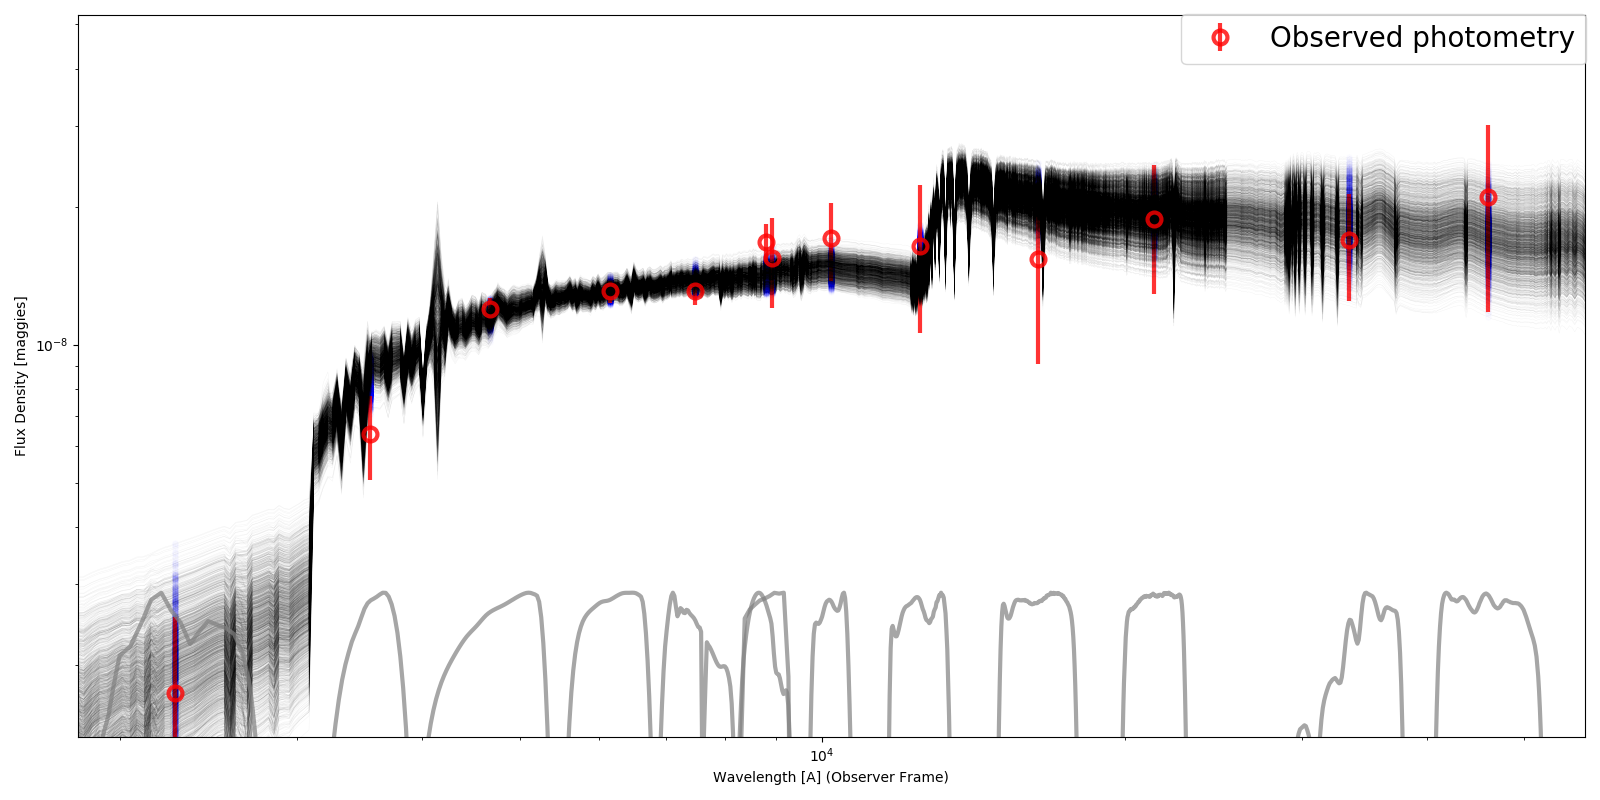 Observed photometry
Flux Density [maggies]
10⁻⁸
10⁴
Wavelength [A] (Observer Frame)